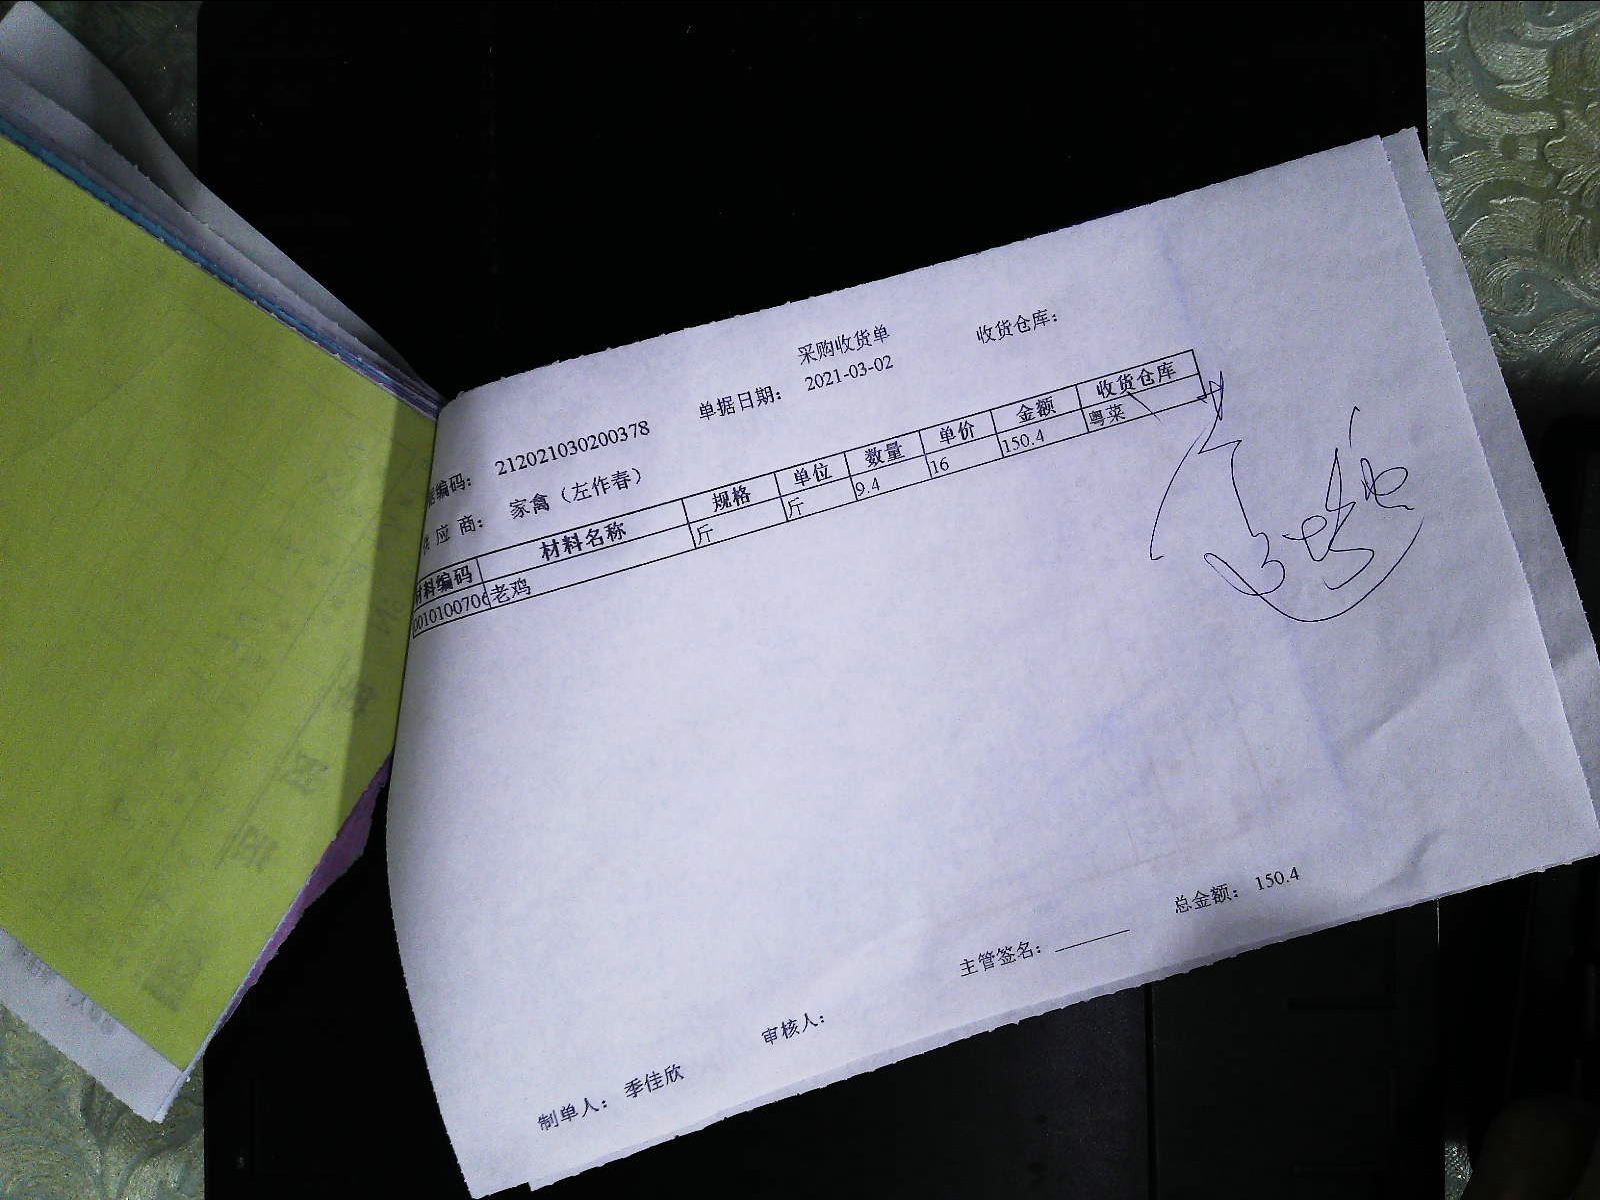 采购收货单
收货仓库：
编码： 212021030200378 单据日期： 2021-03-02
应 商： 家禽（左作春）
材料编码 材料名称 规格 单位 数量 单价 金额 收货仓库
0010100706 老鸡 斤 斤 9.4 16 150.4 粤菜
总金额： 150.4
主管签名：
审核人：
制单人： 季佳欣